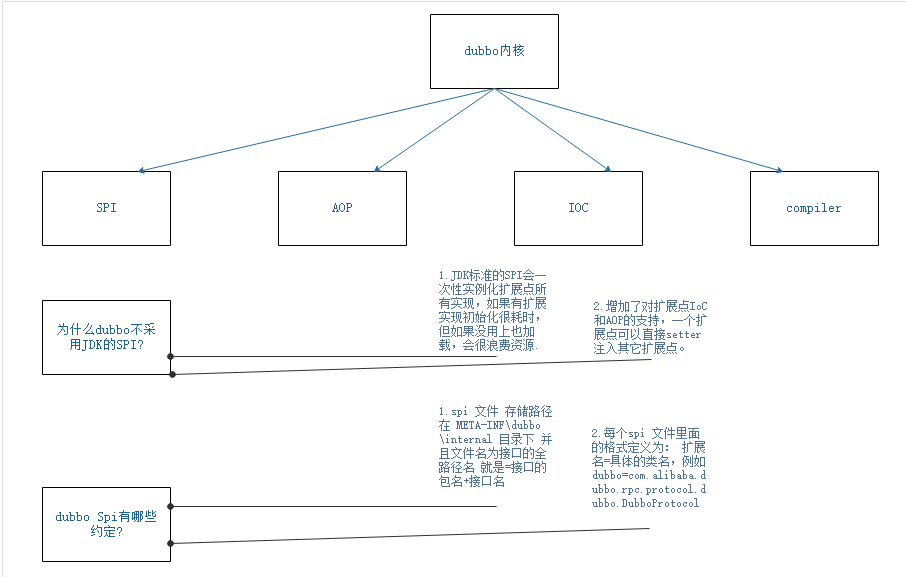 dubbo内核
SPI
AOP
IOC
compiler
为什么dubbo不采
用JDK的SPI?
1.JDK标准的SPI会一
次性实例化扩展点所
有实现，如果有扩展
实现初始化很耗时，
但如果没用上也加
载，会很浪费资源.
2.增加了对扩展点IoC
和AOP的支持，一个扩
展点可以直接setter
注入其它扩展点。
dubbo Spi有哪些
约定?
1.spi 文件 存储路径
在 META-INF\dubbo
\internal 目录下 并
且文件名为接口的全
路径名 就是=接口的
包名+接口名
2.每个spi 文件里面
的格式定义为： 扩展
名=具体的类名，例如
dubbo=com.alibaba.d
ubbo.rpc.protocol.d
ubbo.DubboProtocol